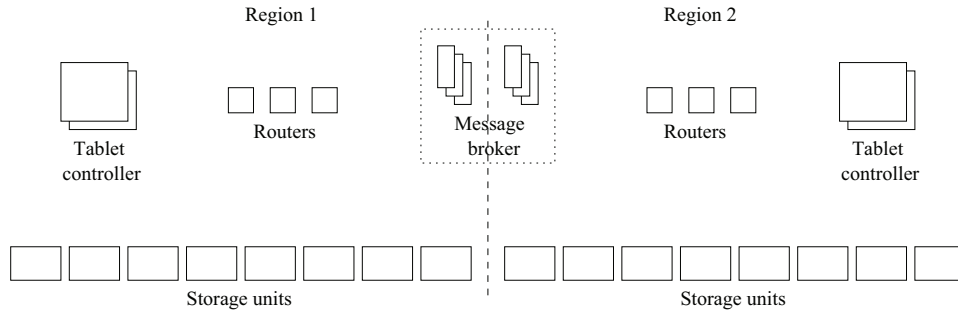 Region 1
Region 2
Routers
Message
broker
Routers
Tablet
controller
Tablet
controller
Storage units
Storage units